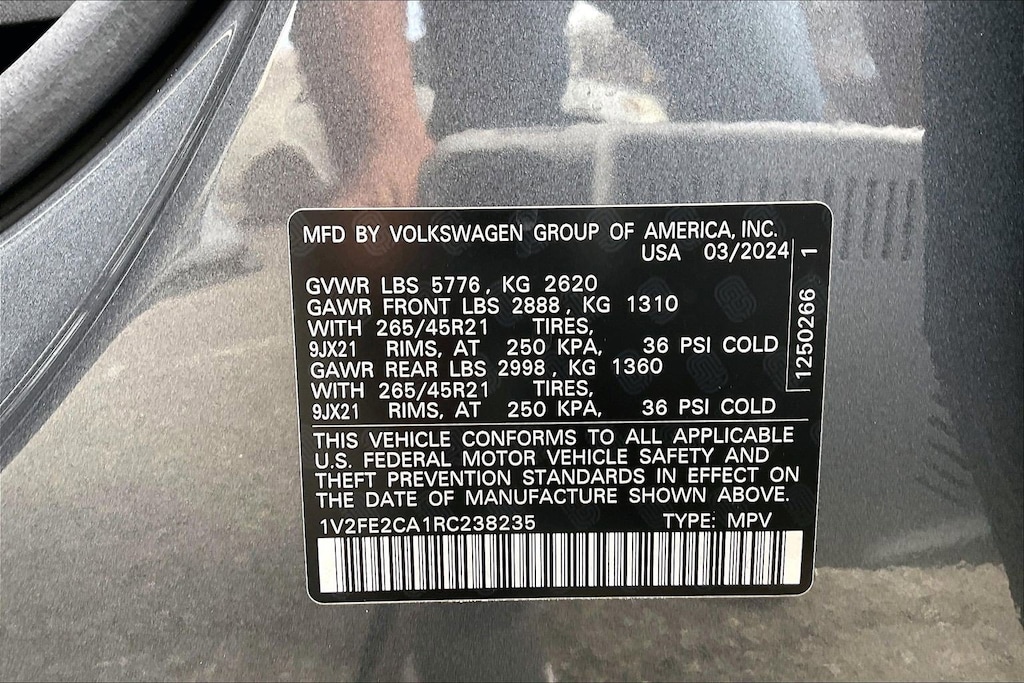 MFD BY VOLKSWAGEN GROUP OF AMERICA, INC.
USA 03/2024
GVWR LBS 5776, KG 2620
GAWR FRONT LBS 2888, KG 1310
WITH 265/45R21 TIRES,
9JX21 RIMS, AT 250 KPA, 36 PSI COLD
GAWR REAR LBS 2998, KG 1360
WITH 265/45R21 TIRES,
9JX21 RIMS, AT 250 KPA, 36 PSI COLD
1250266 1
THIS VEHICLE CONFORMS TO ALL APPLICABLE
U.S. FEDERAL MOTOR VEHICLE SAFETY AND
THEFT PREVENTION STANDARDS IN EFFECT ON
THE DATE OF MANUFACTURE SHOWN ABOVE.
1V2FE2CA1RC238235 TYPE: MPV